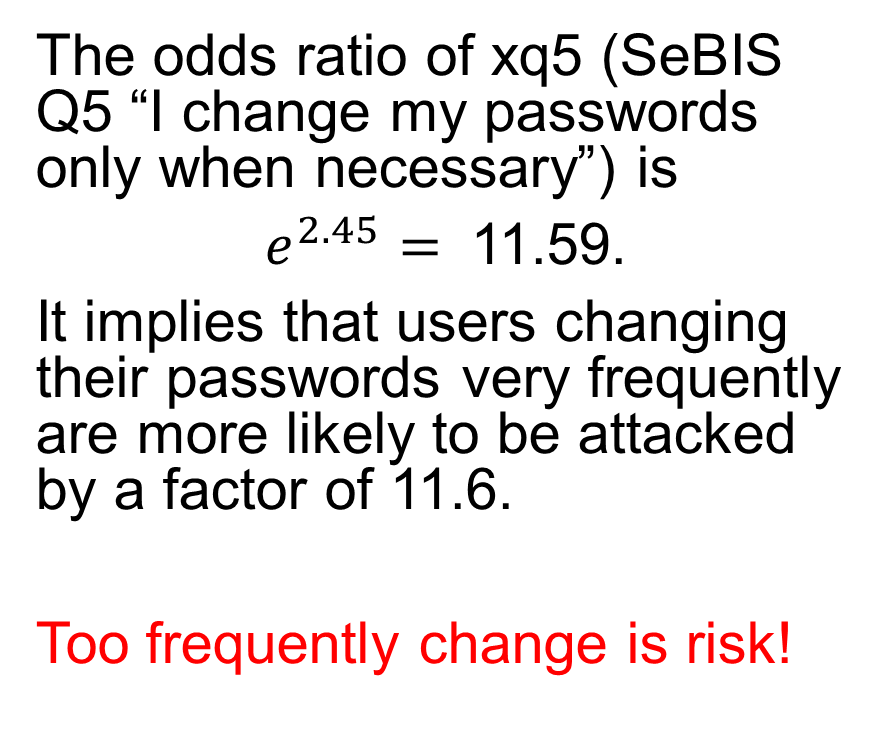 The odds ratio of xq5 (SeBIS
Q5 “I change my passwords
only when necessary”) is
e^{2.45} = 11.59.
It implies that users changing
their passwords very frequently
are more likely to be attacked
by a factor of 11.6.
Too frequently change is risk!